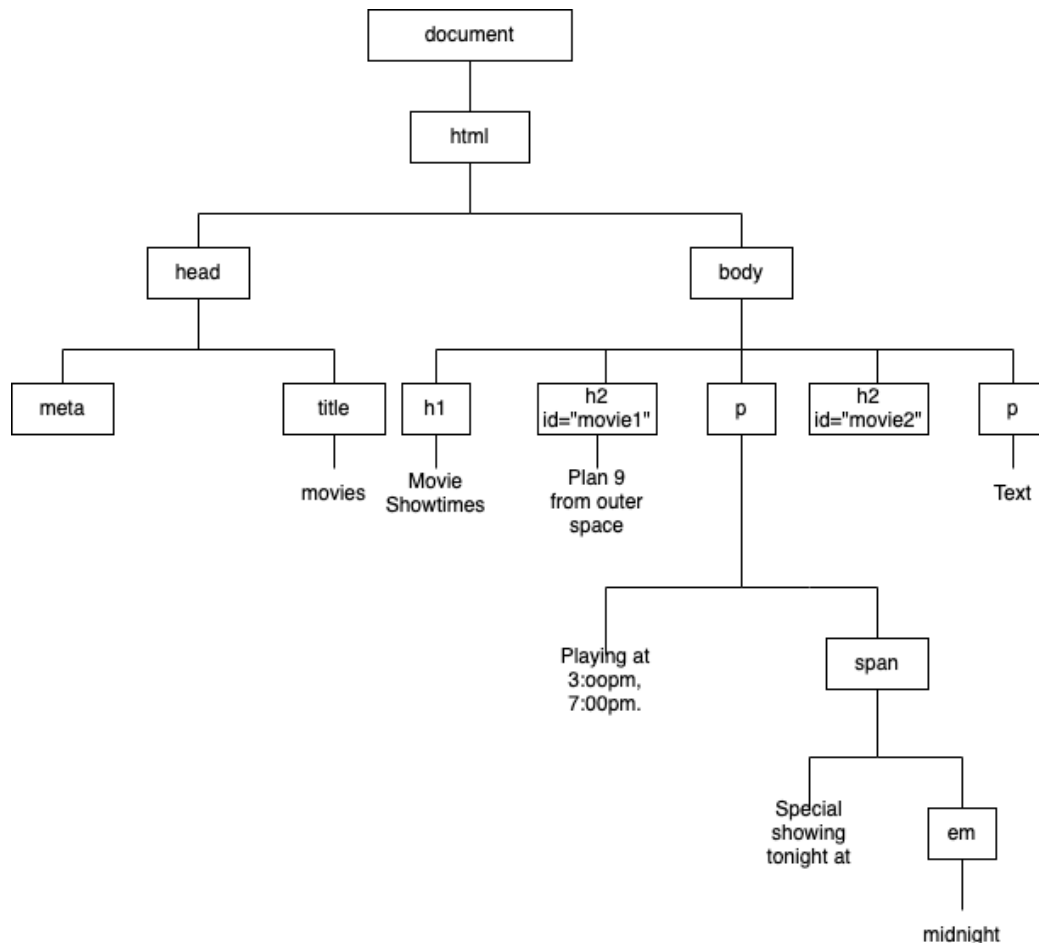 document
html
head
body
meta
title
h1
h2
id="movie1"
p
h2
id="movie2"
p
movies
Movie
Showtimes
Plan 9
from outer
space
Text
Playing at
3:oopm,
7:00pm.
span
Special
showing
tonight at
em
midnight